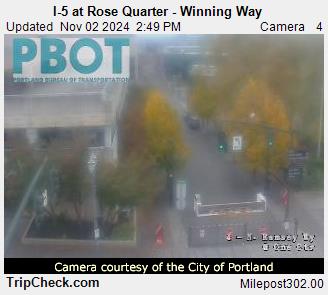 I-5 at Rose Quarter - Winning Way
Updated Nov 02 2024 2:49 PM Camera 4
PBOT
PORTLAND BUREAU OF TRANSPORTATION
Camera courtesy of the City of Portland
TripCheck.com Milepost302.00